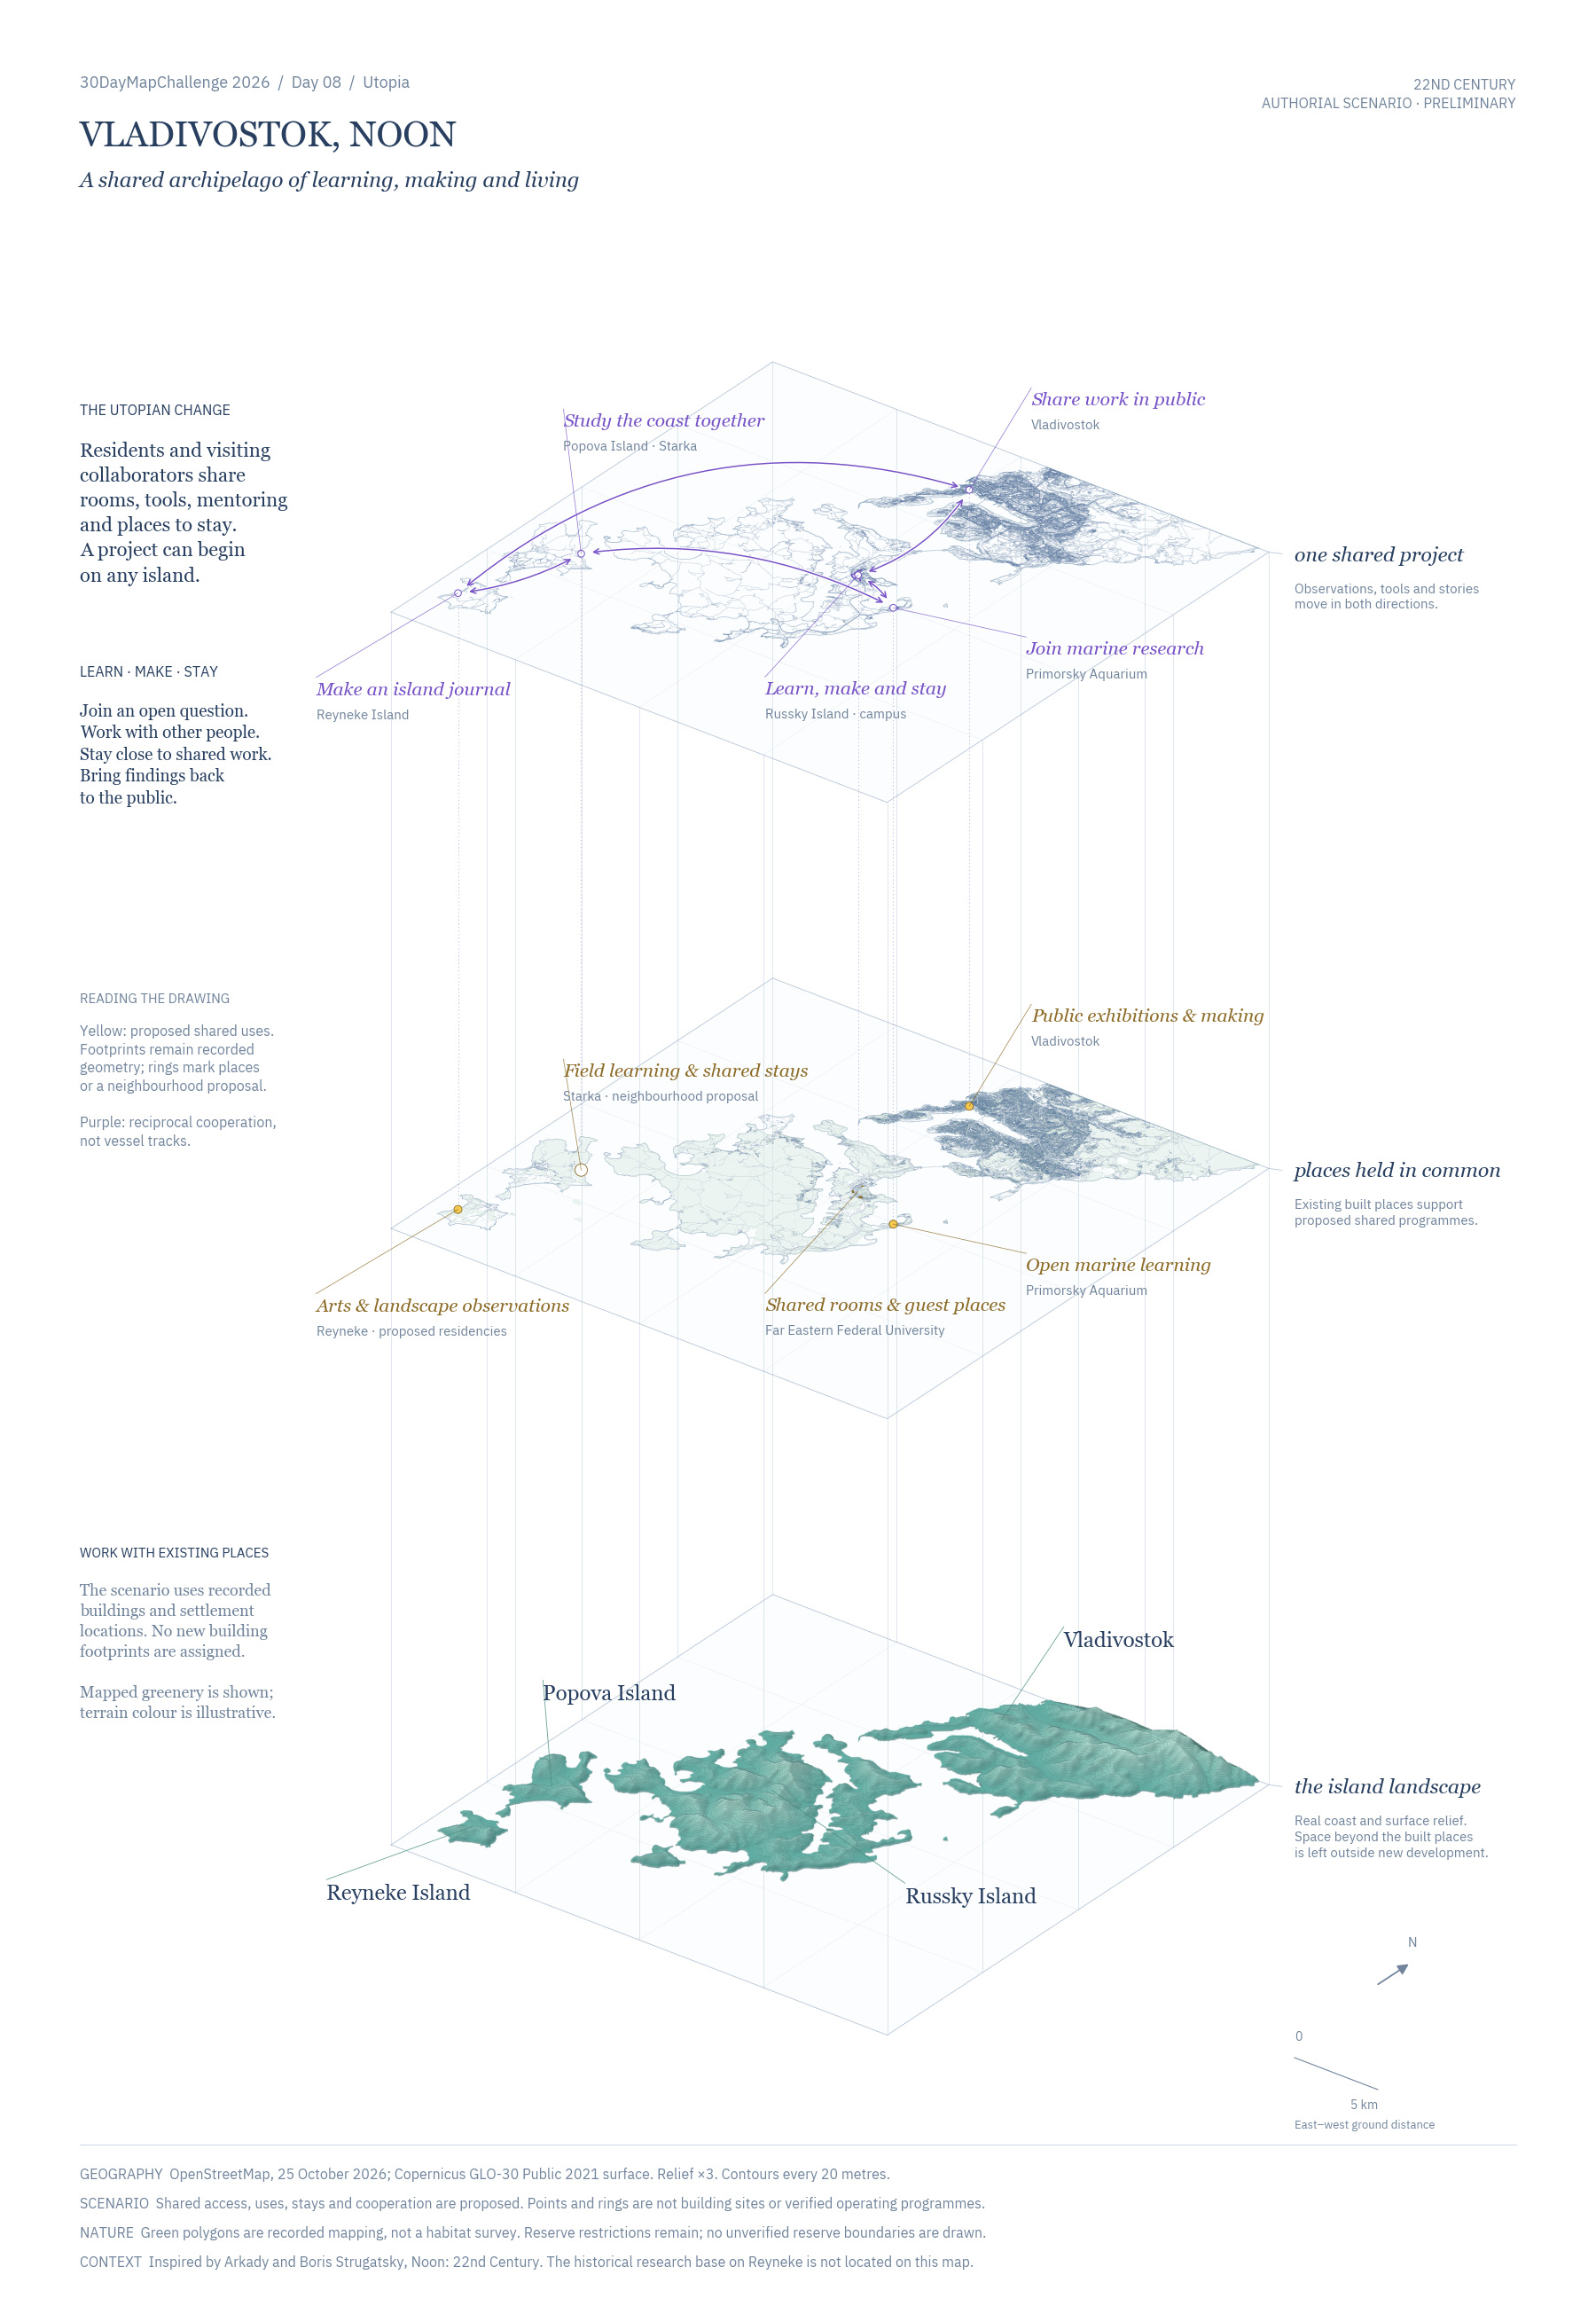 30DayMapChallenge 2026 / Day 08 / Utopia
22ND CENTURY
AUTHORIAL SCENARIO · PRELIMINARY
VLADIVOSTOK, NOON
A shared archipelago of learning, making and living
THE UTOPIAN CHANGE
Residents and visiting
collaborators share
rooms, tools, mentoring
and places to stay.
A project can begin
on any island.
LEARN · MAKE · STAY
Join an open question.
Work with other people.
Stay close to shared work.
Bring findings back
to the public.
Study the coast together
Popova Island · Starka
Share work in public
Vladivostok
one shared project
Observations, tools and stories
move in both directions.
Join marine research
Primorsky Aquarium
Make an island journal
Reyneke Island
Learn, make and stay
Russky Island · campus
READING THE DRAWING
Yellow: proposed shared uses.
Footprints remain recorded
geometry; rings mark places
or a neighbourhood proposal.
Purple: reciprocal cooperation,
not vessel tracks.
Public exhibitions & making
Vladivostok
Field learning & shared stays
Starka · neighbourhood proposal
places held in common
Existing built places support
proposed shared programmes.
Open marine learning
Primorsky Aquarium
Arts & landscape observations
Reyneke · proposed residencies
Shared rooms & guest places
Far Eastern Federal University
WORK WITH EXISTING PLACES
The scenario uses recorded
buildings and settlement
locations. No new building
footprints are assigned.
Mapped greenery is shown;
terrain colour is illustrative.
Vladivostok
Popova Island
the island landscape
Real coast and surface relief.
Space beyond the built places
is left outside new development.
Reyneke Island
Russky Island
N
0
5 km
East–west ground distance
GEOGRAPHY OpenStreetMap, 25 October 2026; Copernicus GLO-30 Public 2021 surface. Relief ×3. Contours every 20 metres.
SCENARIO Shared access, uses, stays and cooperation are proposed. Points and rings are not building sites or verified operating programmes.
NATURE Green polygons are recorded mapping, not a habitat survey. Reserve restrictions remain; no unverified reserve boundaries are drawn.
CONTEXT Inspired by Arkady and Boris Strugatsky, Noon: 22nd Century. The historical research base on Reyneke is not located on this map.